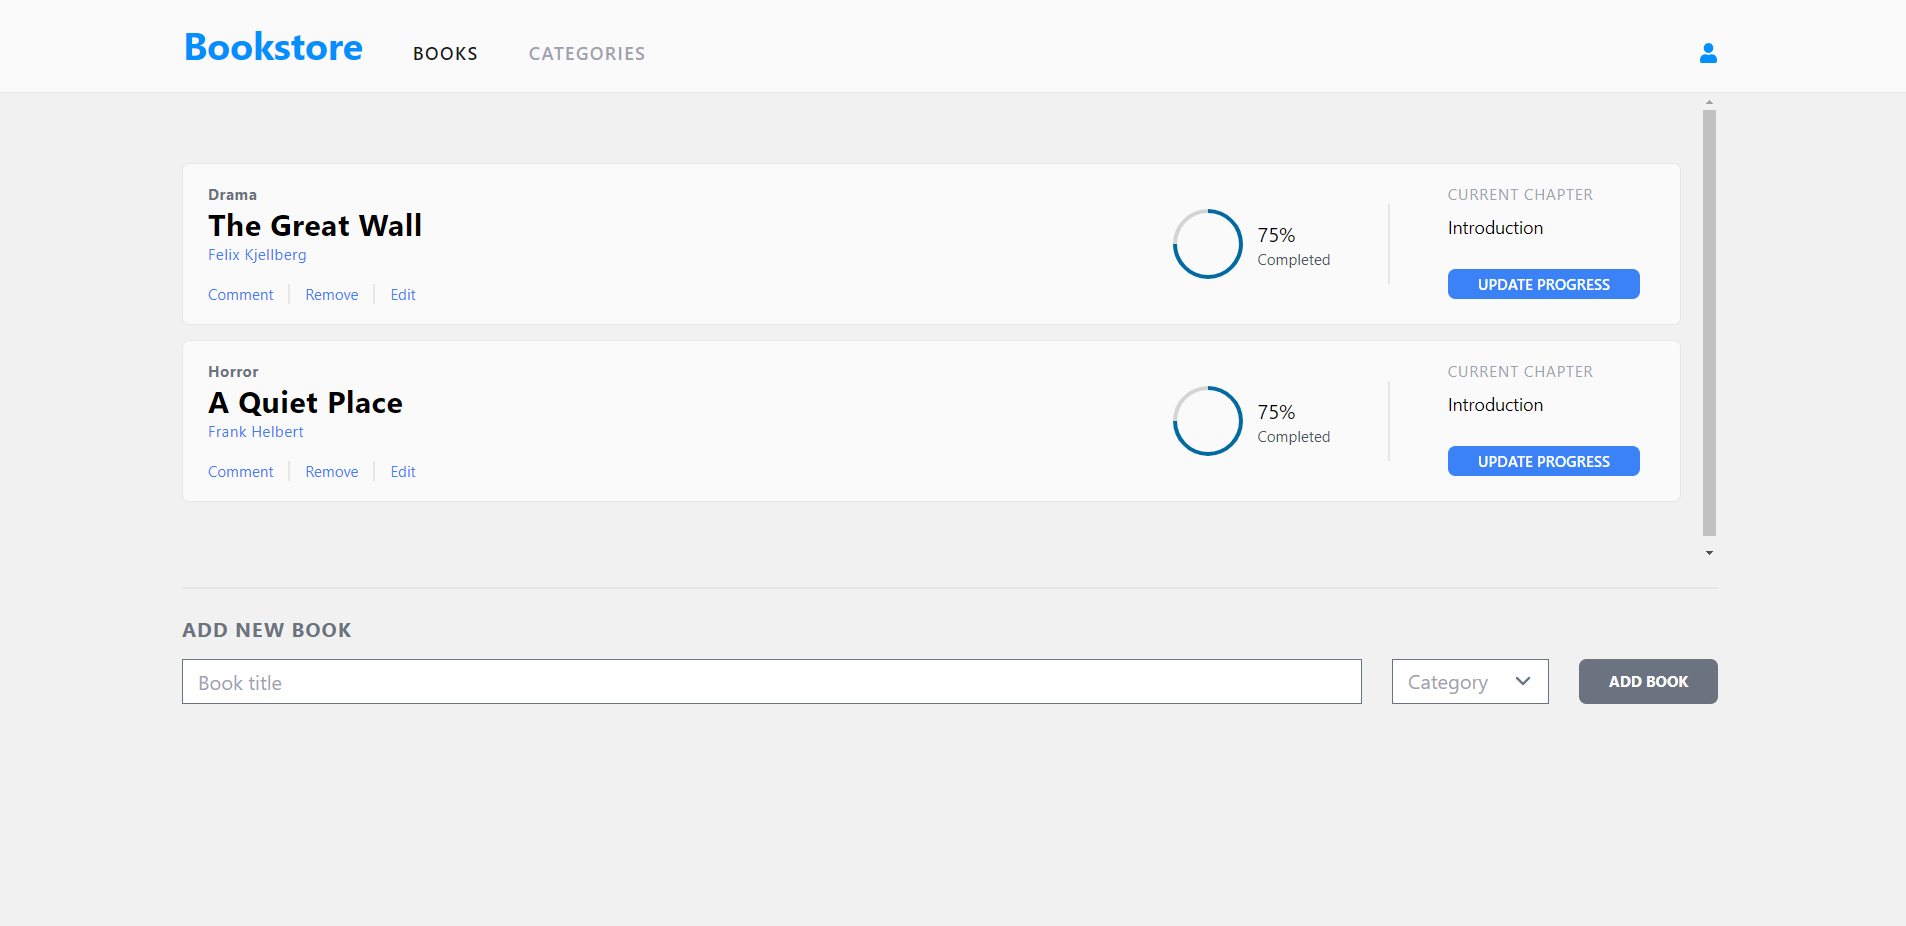 Bookstore BOOKS CATEGORIES
Drama
The Great Wall
Felix Kjellberg
Comment Remove Edit
75%
Completed
CURRENT CHAPTER
Introduction
UPDATE PROGRESS
Horror
A Quiet Place
Frank Helbert
Comment Remove Edit
75%
Completed
CURRENT CHAPTER
Introduction
UPDATE PROGRESS
ADD NEW BOOK
Book title Category ADD BOOK